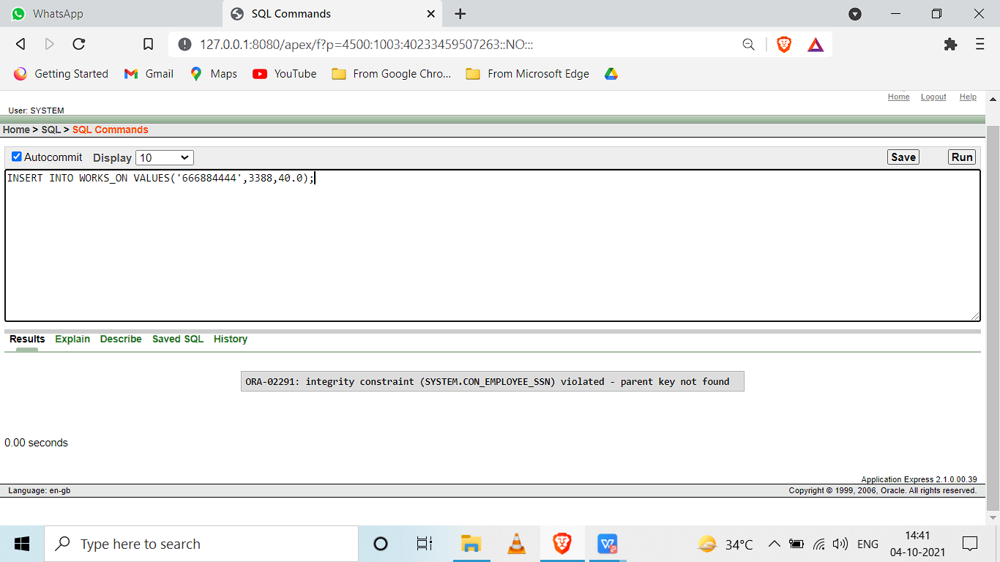 WhatsApp
SQL Commands
127.0.0.1:8080/apex/f?p=4500:1003:40233459507263::NO:::
Getting Started
Gmail
Maps
YouTube
From Google Chro...
From Microsoft Edge
Home Logout Help
User: SYSTEM
Home > SQL > SQL Commands
Autocommit Display 10 Save Run
INSERT INTO WORKS_ON VALUES('666884444',3388,40.0);
Results Explain Describe Saved SQL History
ORA-02291: integrity constraint (SYSTEM.CON_EMPLOYEE_SSN) violated - parent key not found
0.00 seconds
Application Express 2.1.0.00.39
Language: en-gb Copyright © 1999, 2006, Oracle. All rights reserved.
Type here to search
34°C
ENG
14:41
04-10-2021